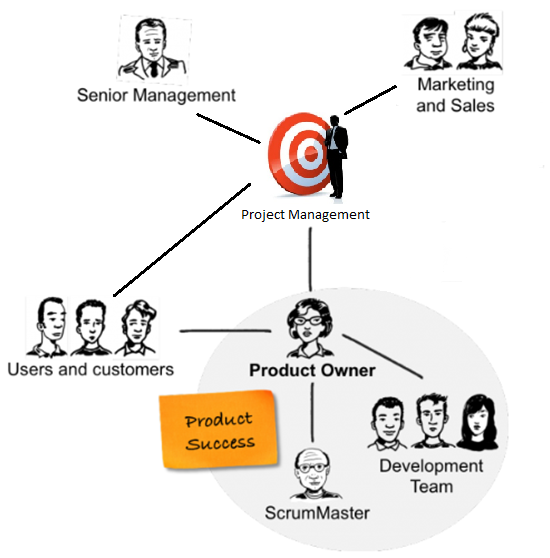 Senior Management
Marketing
and Sales
Project Management
Users and customers
Product Owner
Product
Success
Development
Team
ScrumMaster